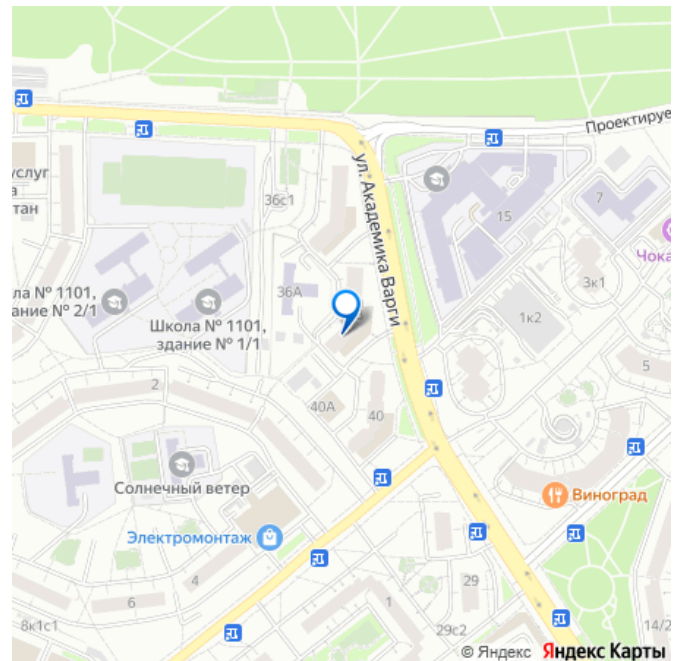 Проектируе
ул. Академика Варги
услуг
а
тан
36с1
15
7
Чока
3к1
36А
ла № 1101,
ание № 2/1
Школа № 1101,
здание № 1/1
1к2
5
2
40А
40
Солнечный ветер
Виноград
Электромонтаж
4
29
6
1
8к1с1
29с2
14/2
© Яндекс Яндекс Карты